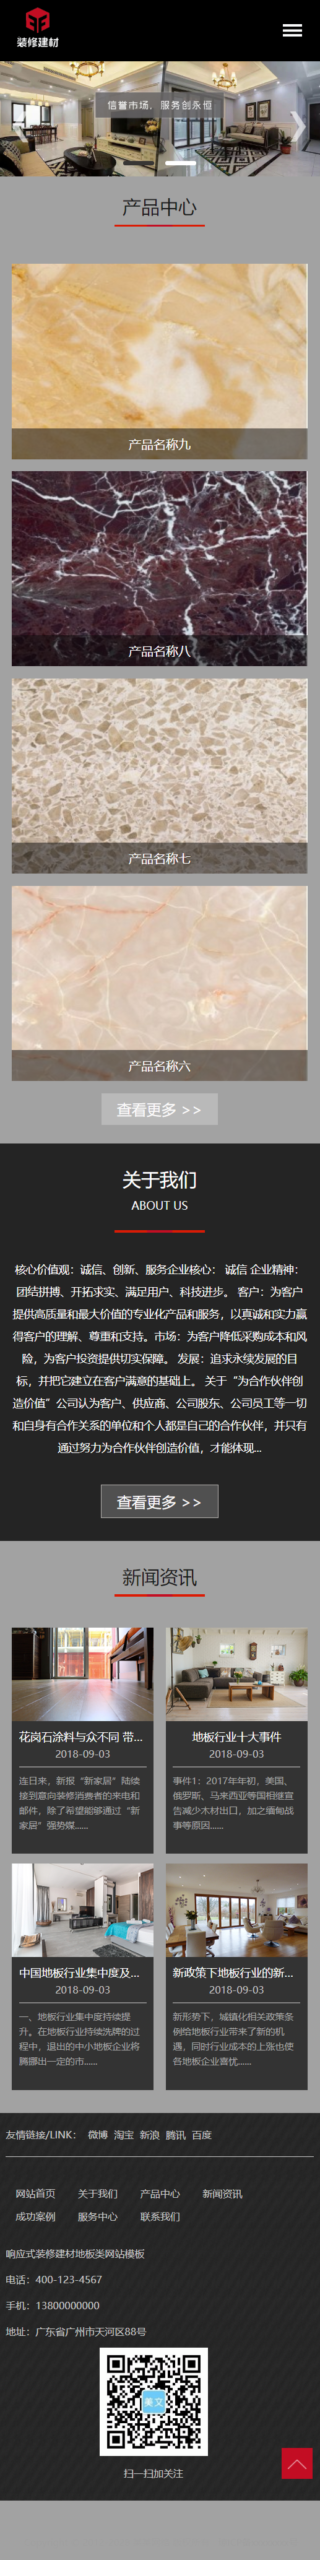 装修建材
信誉市场，服务创永恒
产品中心
产品名称九
产品名称八
产品名称七
产品名称六
查看更多 >>
关于我们
ABOUT US
核心价值观：诚信、创新、服务企业核心： 诚信 企业精神：
团结拼搏、开拓求实、满足用户、科技进步。 客户：为客户
提供高质量和最大价值的专业化产品和服务，以真诚和实力赢
得客户的理解、尊重和支持。市场：为客户降低采购成本和风
险，为客户投资提供切实保障。 发展：追求永续发展的目
标，并把它建立在客户满意的基础上。 关于“为合作伙伴创
造价值”公司认为客户、供应商、公司股东、公司员工等一切
和自身有合作关系的单位和个人都是自己的合作伙伴，并只有
通过努力为合作伙伴创造价值，才能体现...
查看更多 >>
新闻资讯
花岗石涂料与众不同 带...
2018-09-03
连日来，新报“新家居”陆续
接到意向装修消费者的来电和
邮件，除了希望能够通过“新
家居”强势媒......
地板行业十大事件
2018-09-03
事件1：2017年年初，美国、
俄罗斯、马来西亚等国相继宣
告减少木材出口，加之缅甸战
事等原因......
中国地板行业集中度及...
2018-09-03
一、地板行业集中度持续提
升。在地板行业持续洗牌的过
程中，退出的中小地板企业将
腾挪出一定的市......
新政策下地板行业的新...
2018-09-03
新形势下，城镇化相关政策条
例给地板行业带来了新的机
遇，同时行业成本的上涨也使
各地板企业喜忧......
友情链接/LINK： 微博 淘宝 新浪 腾讯 百度
网站首页 关于我们 产品中心 新闻资讯
成功案例 服务中心 联系我们
响应式装修建材地板类网站模板
电话：400-123-4567
手机：13800000000
地址：广东省广州市天河区88号
美文
扫一扫加关注